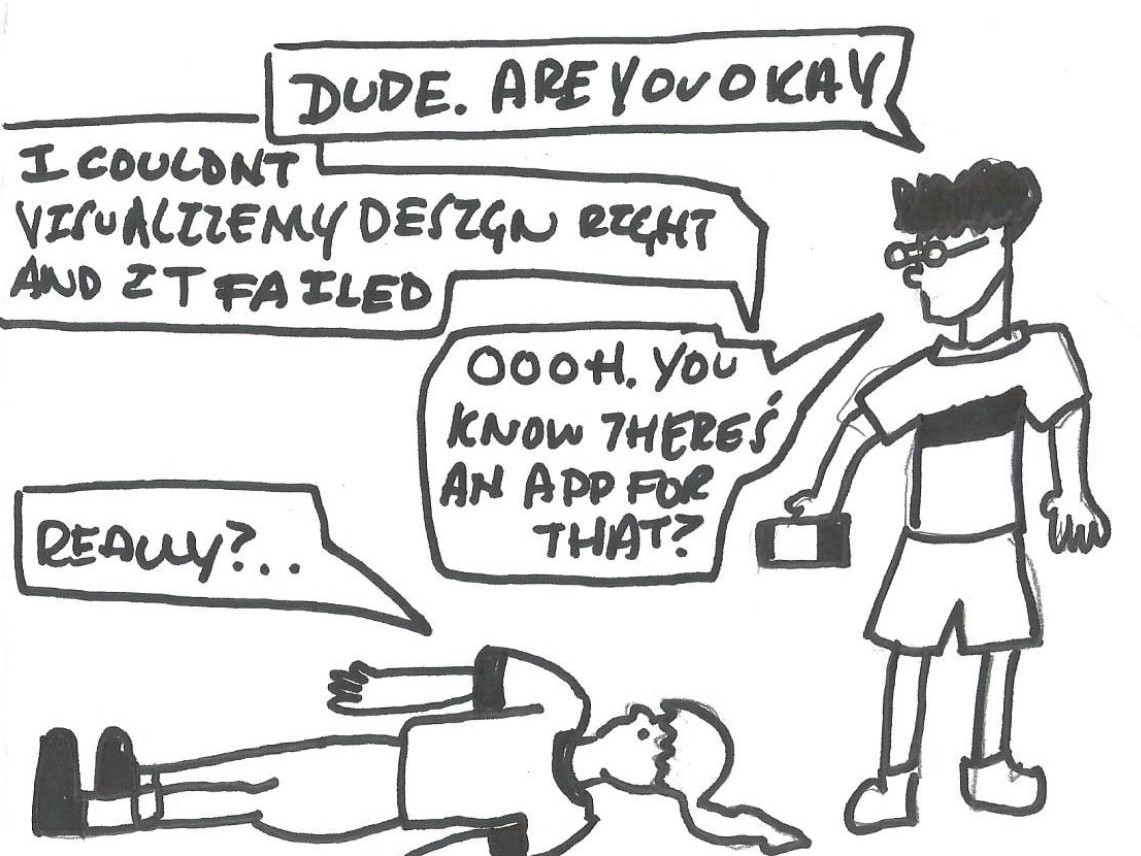 DUDE. ARE YOU OKAY
I COULDNT
VISUALIZE MY DESIGN RIGHT
AND IT FAILED
OOOH. YOU
KNOW THERE'S
AN APP FOR
THAT?
REALLY?...